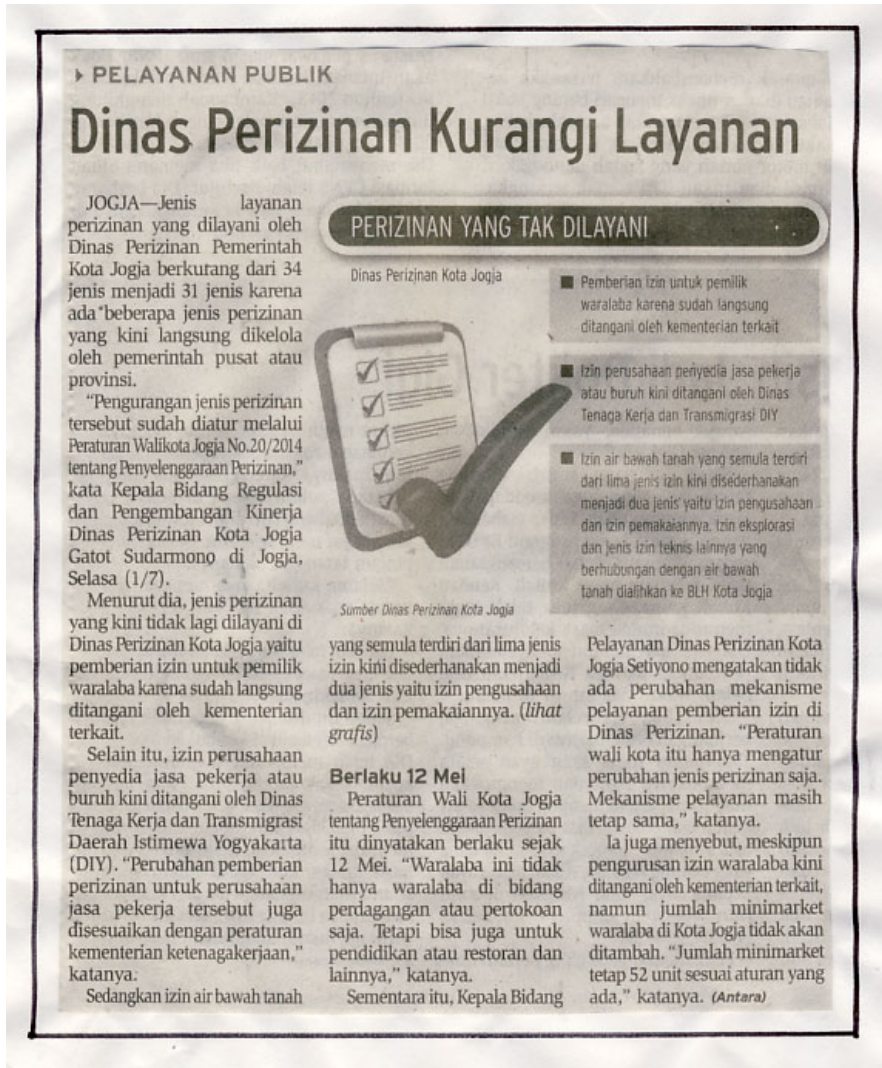 ▸ PELAYANAN PUBLIK
Dinas Perizinan Kurangi Layanan
JOGJA—Jenis layanan
perizinan yang dilayani oleh
Dinas Perizinan Pemerintah
Kota Jogja berkurang dari 34
jenis menjadi 31 jenis karena
ada beberapa jenis perizinan
yang kini langsung dikelola
oleh pemerintah pusat atau
provinsi.
“Pengurangan jenis perizinan
tersebut sudah diatur melalui
Peraturan Walikota Jogja No.20/2014
tentang Penyelenggaraan Perizinan,”
kata Kepala Bidang Regulasi
dan Pengembangan Kinerja
Dinas Perizinan Kota Jogja
Gatot Sudarmono di Jogja,
Selasa (1/7).
Menurut dia, jenis perizinan
yang kini tidak lagi dilayani di
Dinas Perizinan Kota Jogja yaitu
pemberian izin untuk pemilik
waralaba karena sudah langsung
ditangani oleh kementerian
terkait.
Selain itu, izin perusahaan
penyedia jasa pekerja atau
buruh kini ditangani oleh Dinas
Tenaga Kerja dan Transmigrasi
Daerah Istimewa Yogyakarta
(DIY). “Perubahan pemberian
perizinan untuk perusahaan
jasa pekerja tersebut juga
disesuaikan dengan peraturan
kementerian ketenagakerjaan,”
katanya.
Sedangkan izin air bawah tanah
PERIZINAN YANG TAK DILAYANI
Dinas Perizinan Kota Jogja
■ Pemberian izin untuk pemilik
waralaba karena sudah langsung
ditangani oleh kementerian terkait
■ Izin perusahaan penyedia jasa pekerja
atau buruh kini ditangani oleh Dinas
Tenaga Kerja dan Transmigrasi DIY
■ Izin air bawah tanah yang semula terdiri
dari lima jenis izin kini disederhanakan
menjadi dua jenis yaitu izin pengusahaan
dan izin pemakaiannya. Izin eksplorasi
dan jenis izin teknis lainnya yang
berhubungan dengan air bawah
tanah dialihkan ke BLH Kota Jogja
Sumber Dinas Perizinan Kota Jogja
yang semula terdiri dari lima jenis
izin kini disederhanakan menjadi
dua jenis yaitu izin pengusahaan
dan izin pemakaiannya. (lihat
grafis)
Berlaku 12 Mei
Peraturan Wali Kota Jogja
tentang Penyelenggaraan Perizinan
itu dinyatakan berlaku sejak
12 Mei. “Waralaba ini tidak
hanya waralaba di bidang
perdagangan atau pertokoan
saja. Tetapi bisa juga untuk
pendidikan atau restoran dan
lainnya,” katanya.
Sementara itu, Kepala Bidang
Pelayanan Dinas Perizinan Kota
Jogja Setiyono mengatakan tidak
ada perubahan mekanisme
pelayanan pemberian izin di
Dinas Perizinan. “Peraturan
wali kota itu hanya mengatur
perubahan jenis perizinan saja.
Mekanisme pelayanan masih
tetap sama,” katanya.
Ia juga menyebut, meskipun
pengurusan izin waralaba kini
ditangani oleh kementerian terkait,
namun jumlah minimarket
waralaba di Kota Jogja tidak akan
ditambah. “Jumlah minimarket
tetap 52 unit sesuai aturan yang
ada,” katanya. (Antara)